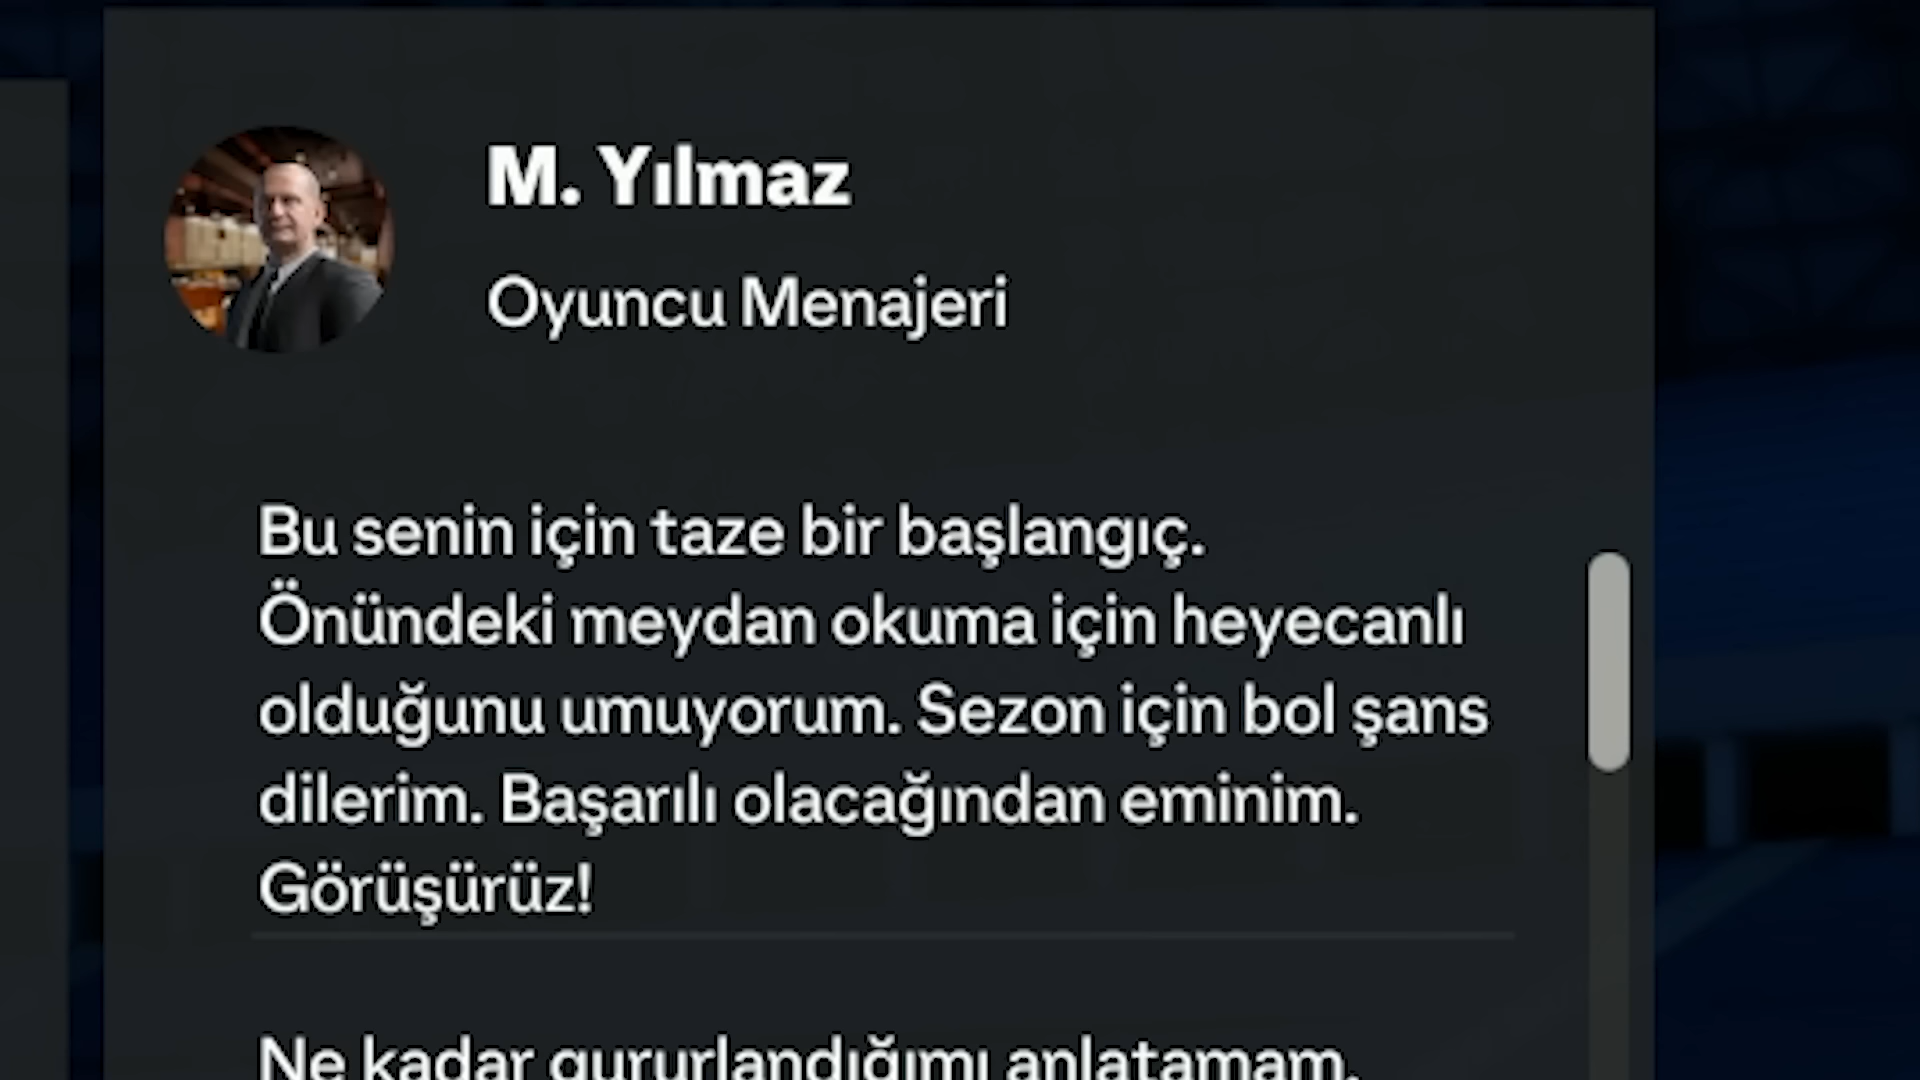 M. Yılmaz
Oyuncu Menajeri
Bu senin için taze bir başlangıç.
Önündeki meydan okuma için heyecanlı
olduğunu umuyorum. Sezon için bol şans
dilerim. Başarılı olacağından eminim.
Görüşürüz!
Ne kadar gururlandığımı anlatamam.